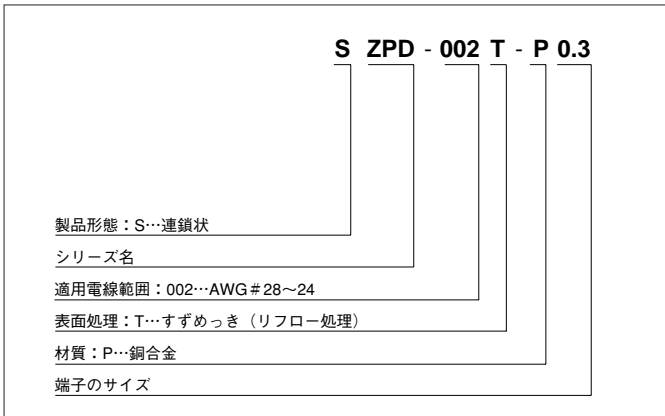 S ZPD - 002 T - P 0.3
製品形態：S…連鎖状
シリーズ名
適用電線範囲：002…AWG＃28～24
表面処理：T…すずめっき（リフロー処理）
材質：P…銅合金
端子のサイズ